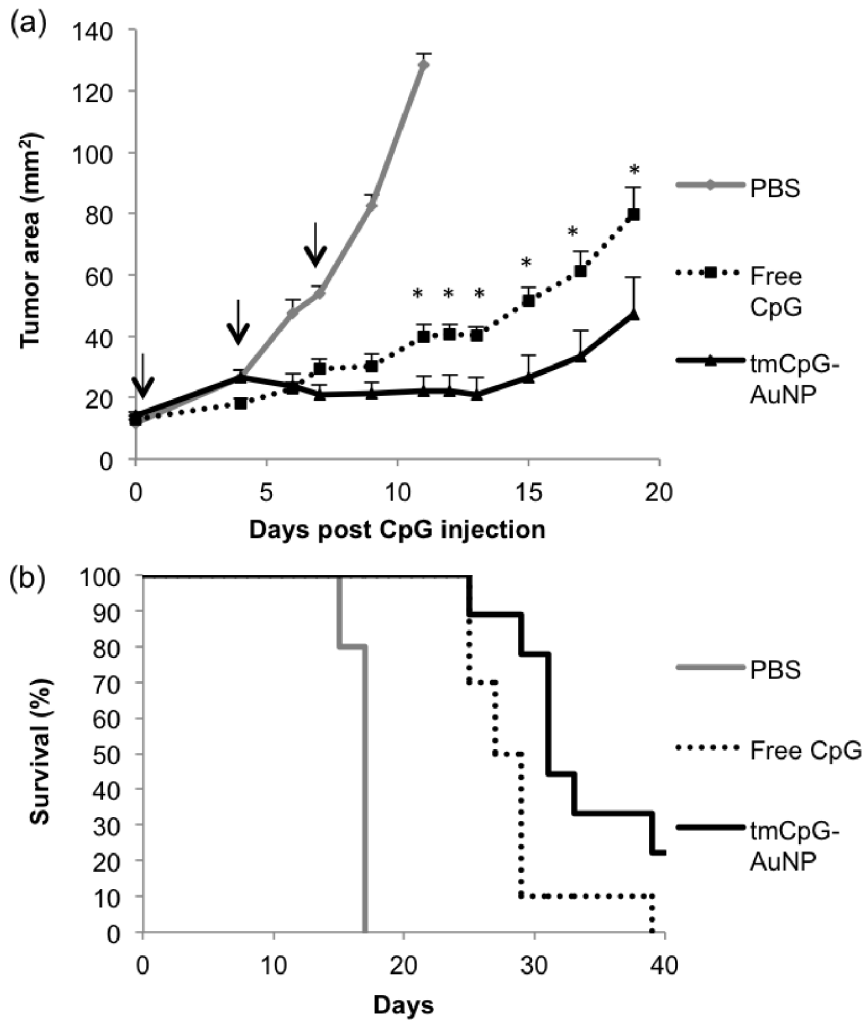 (a)
140
120
100
80
60
40
20
0
Tumor area (mm²)
0 5 10 15 20
Days post CpG injection
* * * * * *
PBS
Free
CpG
tmCpG-
AuNP
(b)
100
90
80
70
60
50
40
30
20
10
0
Survival (%)
0 10 20 30 40
Days
PBS
Free CpG
tmCpG-
AuNP